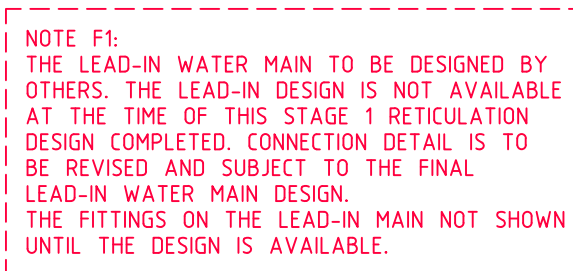 NOTE F1:
THE LEAD-IN WATER MAIN TO BE DESIGNED BY
OTHERS. THE LEAD-IN DESIGN IS NOT AVAILABLE
AT THE TIME OF THIS STAGE 1 RETICULATION
DESIGN COMPLETED. CONNECTION DETAIL IS TO
BE REVISED AND SUBJECT TO THE FINAL
LEAD-IN WATER MAIN DESIGN.
THE FITTINGS ON THE LEAD-IN MAIN NOT SHOWN
UNTIL THE DESIGN IS AVAILABLE.